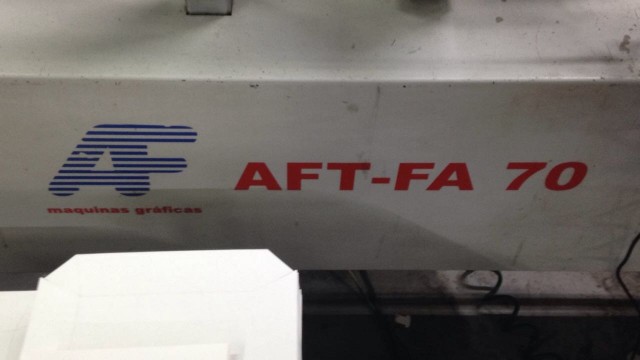 AF
maquinas gráficas
AFT-FA 70